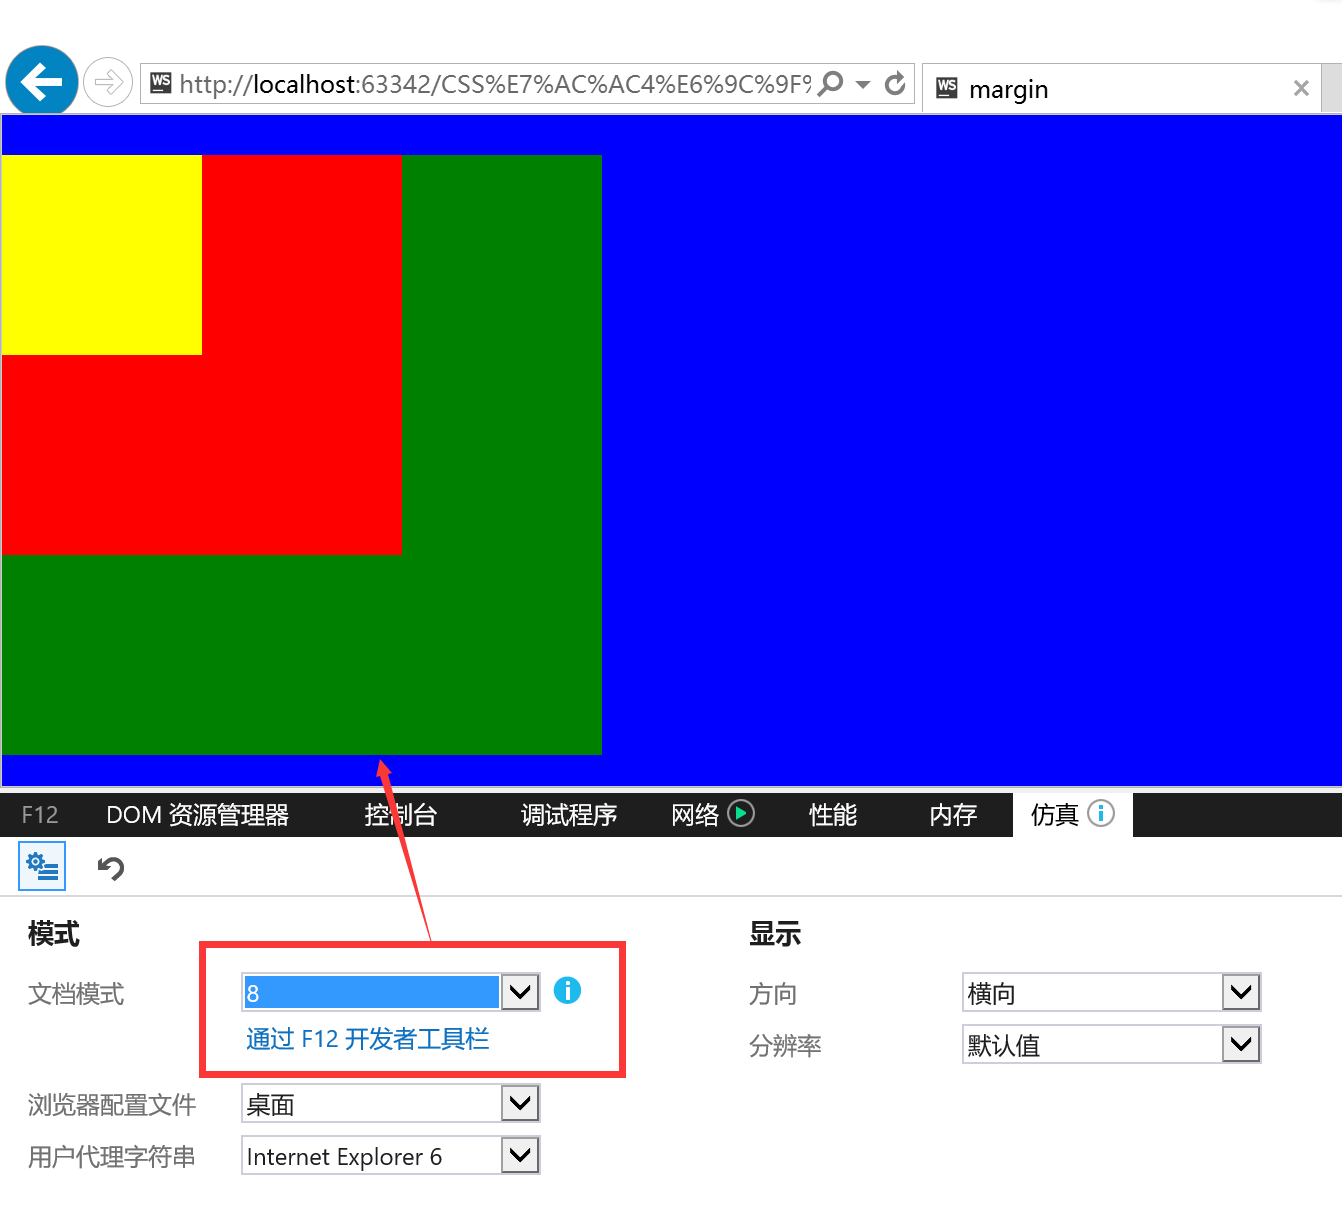 WS http://localhost:63342/CSS%E7%AC%AC4%E6%9C%9F%
WS margin
F12 DOM 资源管理器 控制台 调试程序 网络 性能 内存 仿真
模式
显示
文档模式 8
方向 横向
通过 F12 开发者工具栏
分辨率 默认值
浏览器配置文件 桌面
用户代理字符串 Internet Explorer 6